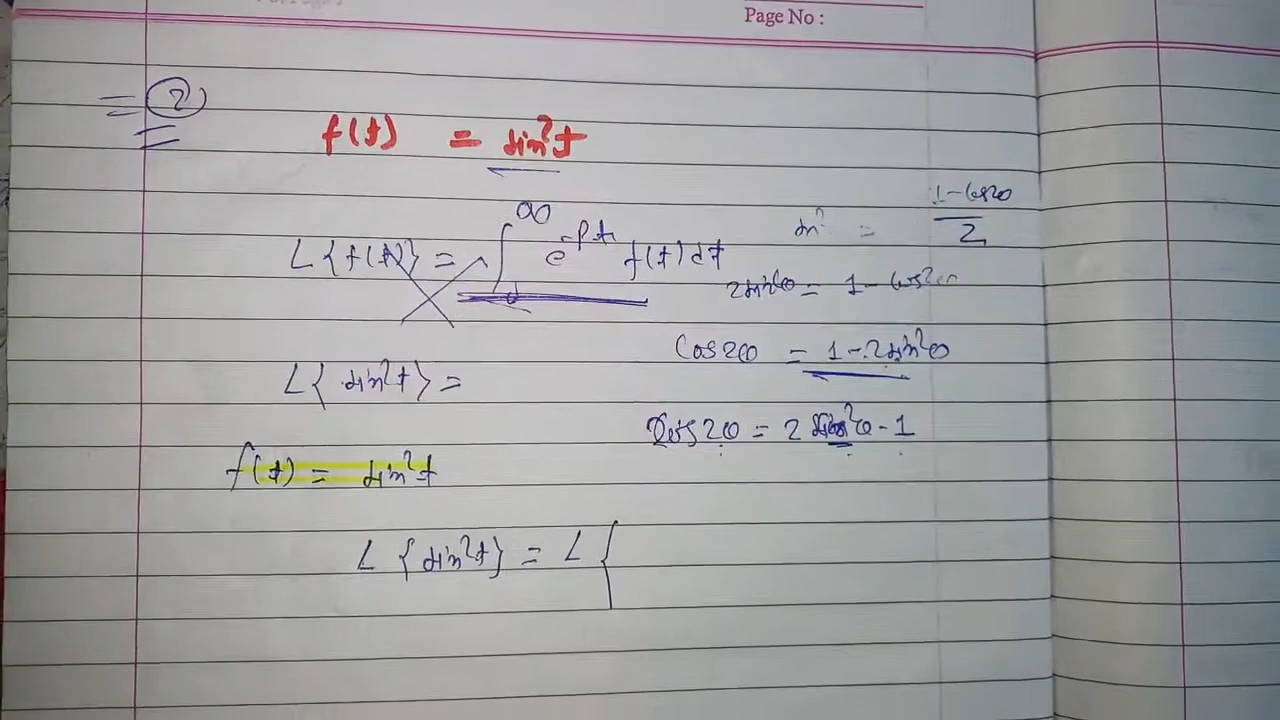 Page No :
2
f(t) = sin²t
L{f(t)} = ∫₀^∞ e^-pt f(t) dt
sin² = 1-cos2θ / 2
2sin²θ = 1 - cos2θ
Cos2θ = 1 - 2sin²θ
L{ sin²t } =
Cos2θ = 2 θ - 1
f(t) = sin²t
L {sin²t} = L {